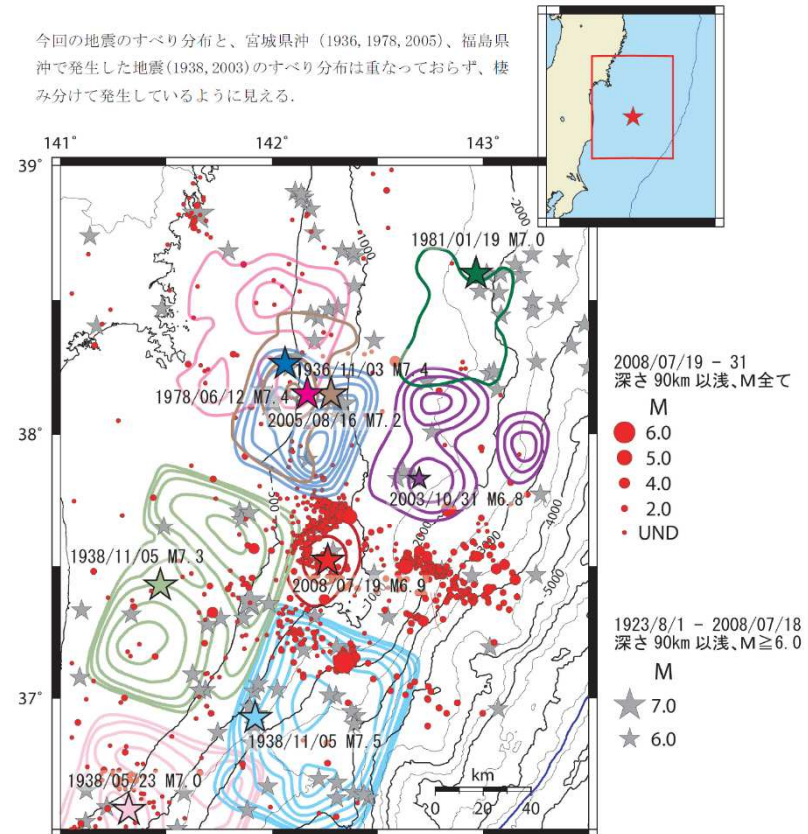 今回の地震のすべり分布と、宮城県沖（1936,1978,2005）、福島県
沖で発生した地震(1938,2003)のすべり分布は重なっておらず、棲
み分けて発生しているように見える.
141°
142°
143°
39°
38°
37°
-2000
-1000
1981/01/19 M7.0
1936/11/03 M7.4
1978/06/12 M7.4
2005/08/16 M7.2
2003/10/31 M6.8
-500
-2000
-3000
-4000
-5000
1938/11/05 M7.3
2008/07/19 M6.9
-1000
1938/11/05 M7.5
1938/05/23 M7.0
km
0 20 40
2008/07/19 - 31
深さ 90km 以浅、M全て
M
6.0
5.0
4.0
2.0
UND
1923/8/1 - 2008/07/18
深さ 90km 以浅、M≧6.0
M
7.0
6.0